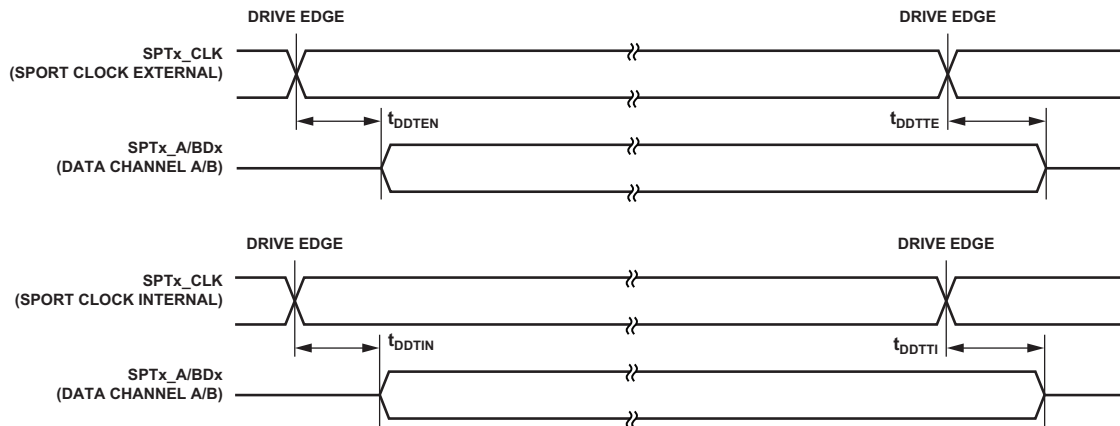 DRIVE EDGE DRIVE EDGE
SPTx_CLK
(SPORT CLOCK EXTERNAL)
tDDTEN tDDTTE
SPTx_A/BDx
(DATA CHANNEL A/B)
DRIVE EDGE DRIVE EDGE
SPTx_CLK
(SPORT CLOCK INTERNAL)
tDDTIN tDDTTI
SPTx_A/BDx
(DATA CHANNEL A/B)